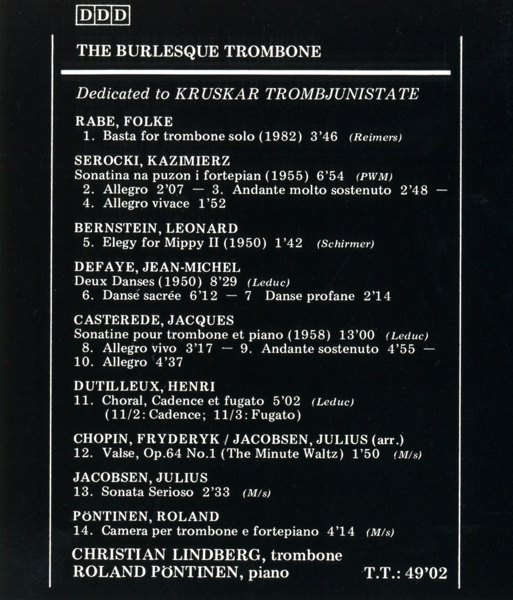 DDD
THE BURLESQUE TROMBONE
Dedicated to KRUSKAR TROMBJUNISTATE
RABE, FOLKE
1. Basta for trombone solo (1982) 3'46 (Reimers)
SEROCKI, KAZIMIERZ
Sonatina na puzon i fortepian (1955) 6'54 (PWM)
2. Allegro 2'07 — 3. Andante molto sostenuto 2'48 —
4. Allegro vivace 1'52
BERNSTEIN, LEONARD
5. Elegy for Mippy II (1950) 1'42 (Schirmer)
DEFAYE, JEAN-MICHEL
Deux Danses (1950) 8'29 (Leduc)
6. Danse sacrée 6'12 — 7 Danse profane 2'14
CASTEREDE, JACQUES
Sonatine pour trombone et piano (1958) 13'00 (Leduc)
8. Allegro vivo 3'17 — 9. Andante sostenuto 4'55 —
10. Allegro 4'37
DUTILLEUX, HENRI
11. Choral, Cadence et fugato 5'02 (Leduc)
(11/2: Cadence; 11/3: Fugato)
CHOPIN, FRYDERYK / JACOBSEN, JULIUS (arr.)
12. Valse, Op.64 No.1 (The Minute Waltz) 1'50 (M/s)
JACOBSEN, JULIUS
13. Sonata Serioso 2'33 (M/s)
PÖNTINEN, ROLAND
14. Camera per trombone e fortepiano 4'14 (M/s)
CHRISTIAN LINDBERG, trombone
ROLAND PÖNTINEN, piano T.T.: 49'02